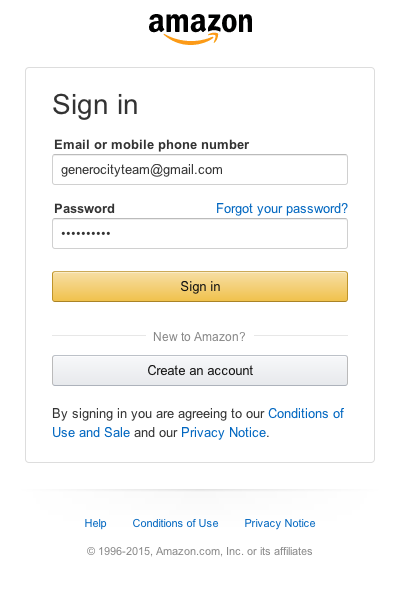 amazon
Sign in
Email or mobile phone number
generocityteam@gmail.com
Password Forgot your password?
••••••••••
Sign in
New to Amazon?
Create an account
By signing in you are agreeing to our Conditions of
Use and Sale and our Privacy Notice.
Help Conditions of Use Privacy Notice
© 1996-2015, Amazon.com, Inc. or its affiliates